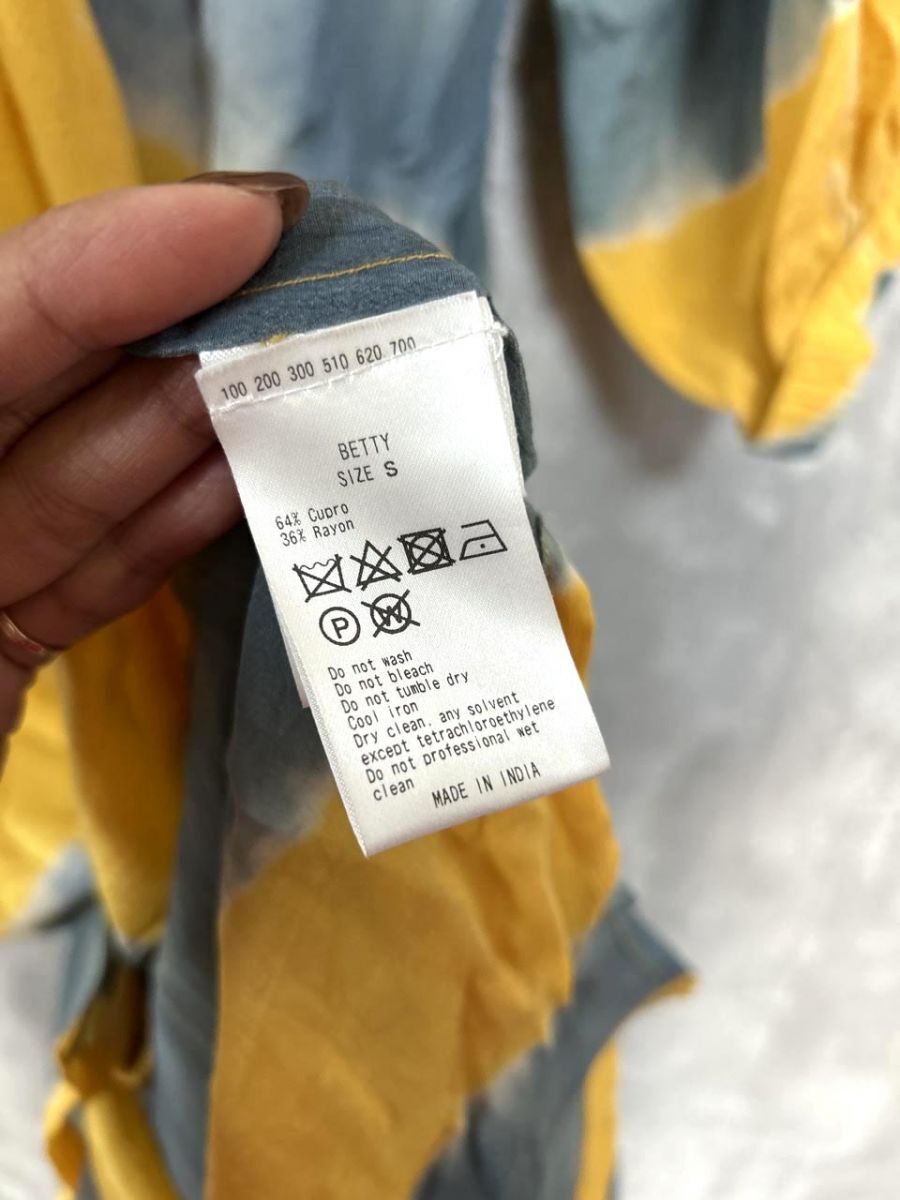 100 200 300 510 620 700
BETTY
SIZE S
64% Cupro
36% Rayon
P W
Do not wash
Do not bleach
Do not tumble dry
Cool iron
Dry clean, any solvent
except tetrachloroethylene
Do not professional wet
clean
MADE IN INDIA